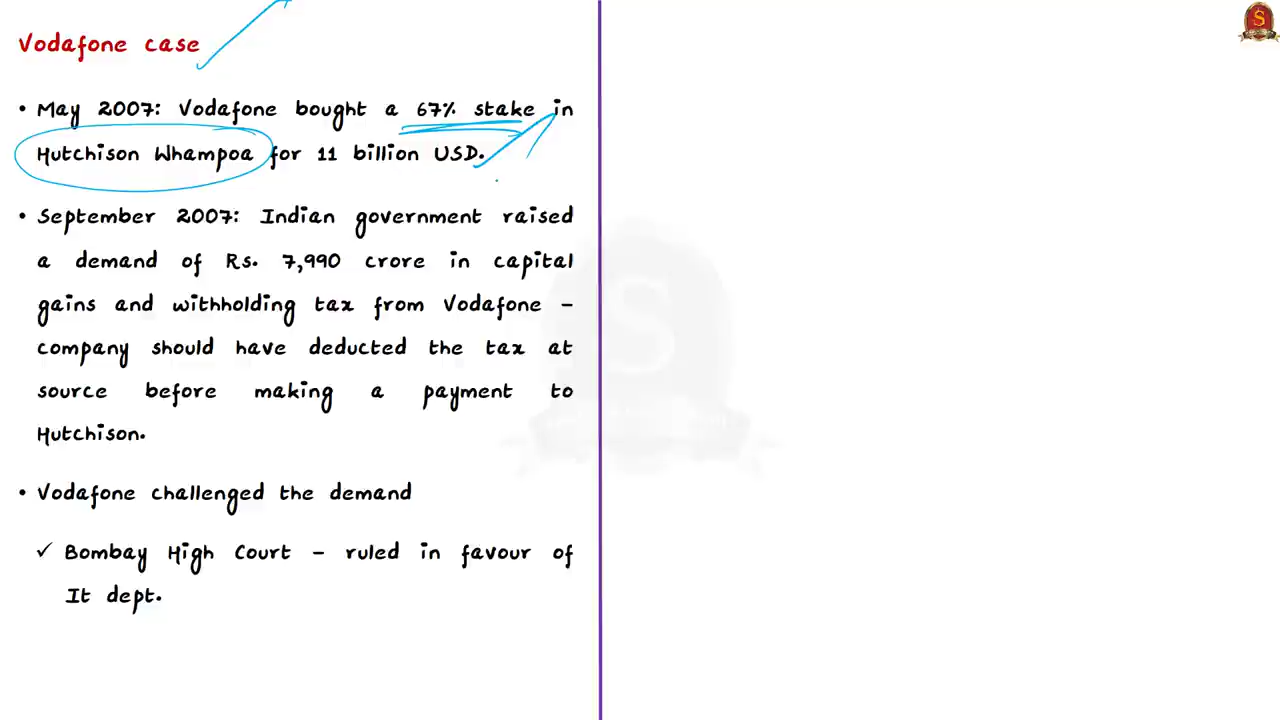 Vodafone case
• May 2007: Vodafone bought a 67% stake in
Hutchison Whampoa for 11 billion USD.
• September 2007: Indian government raised
a demand of Rs. 7,990 crore in capital
gains and withholding tax from Vodafone –
company should have deducted the tax at
source before making a payment to
Hutchison.
• Vodafone challenged the demand
✓ Bombay High Court – ruled in favour of
It dept.
S
S